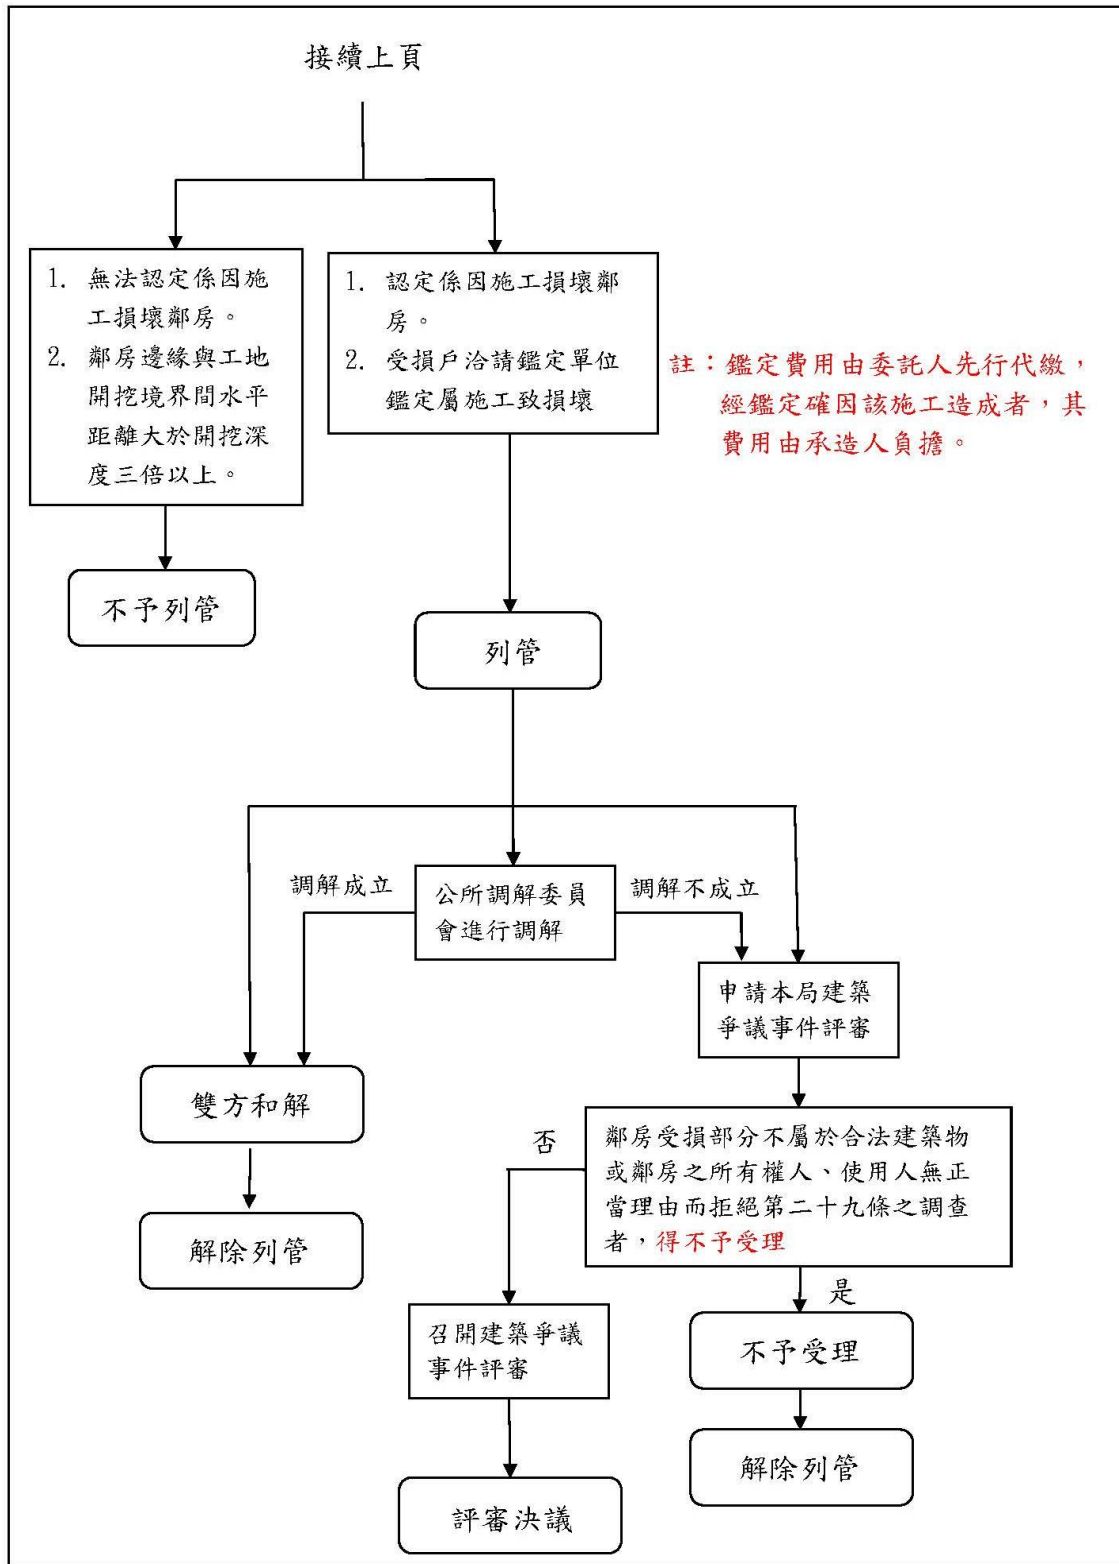 接續上頁
1. 無法認定係因施
工損壞鄰房。
2. 鄰房邊緣與工地
開挖境界間水平
距離大於開挖深
度三倍以上。
1. 認定係因施工損壞鄰
房。
2. 受損戶洽請鑑定單位
鑑定屬施工致損壞
註：鑑定費用由委託人先行代繳，
經鑑定確因該施工造成者，其
費用由承造人負擔。
不予列管
列管
調解成立
公所調解委員
會進行調解
調解不成立
申請本局建築
爭議事件評審
雙方和解
否
鄰房受損部分不屬於合法建築物
或鄰房之所有權人、使用人無正
當理由而拒絕第二十九條之調查
者，得不予受理
解除列管
是
召開建築爭議
事件評審
不予受理
解除列管
評審決議